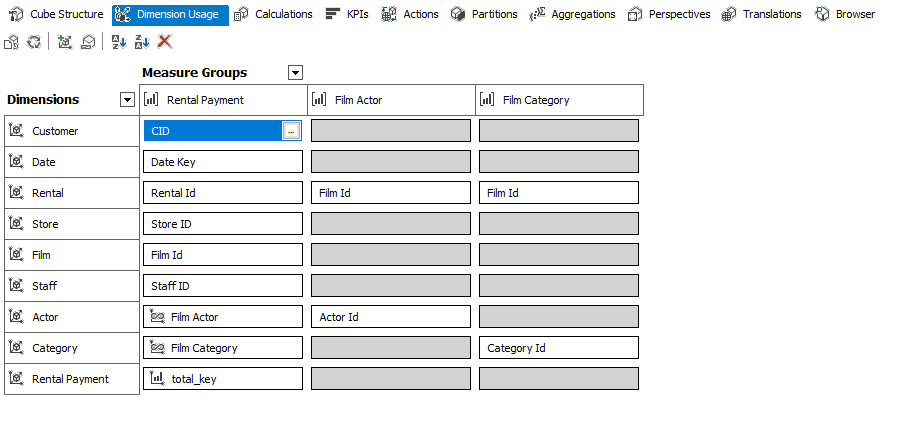 Cube Structure Dimension Usage Calculations KPIs Actions Partitions Aggregations Perspectives Translations Browser
Measure Groups
Dimensions Rental Payment Film Actor Film Category
Customer CID ...
Date Date Key
Rental Rental Id Film Id Film Id
Store Store ID
Film Film Id
Staff Staff ID
Actor Film Actor Actor Id
Category Film Category Category Id
Rental Payment total_key